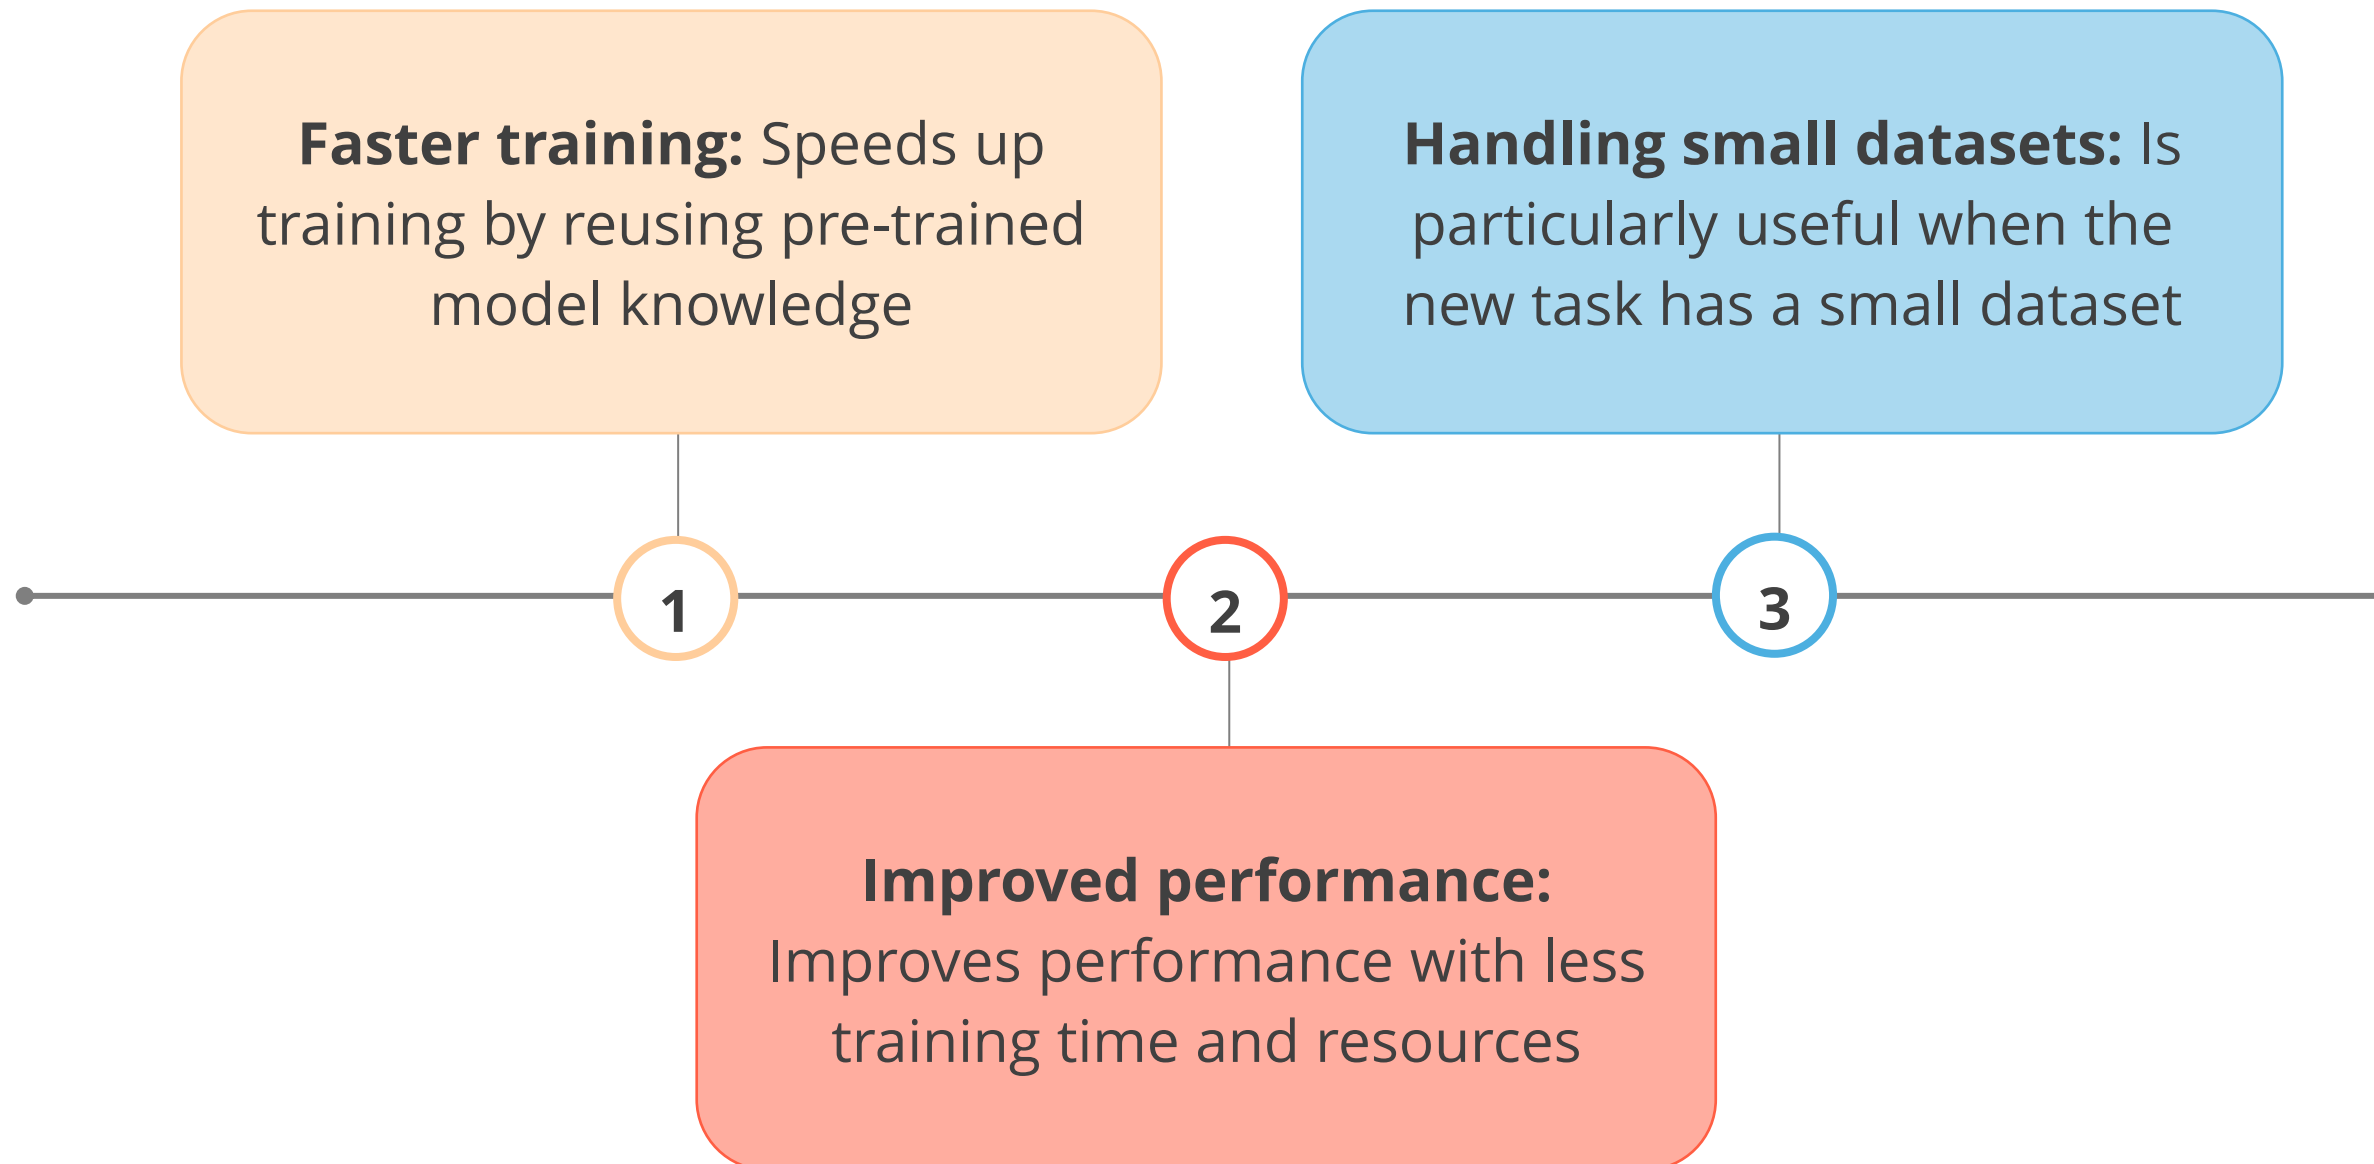 Faster training: Speeds up
training by reusing pre-trained
model knowledge
Handling small datasets: Is
particularly useful when the
new task has a small dataset
1
2
3
Improved performance:
Improves performance with less
training time and resources